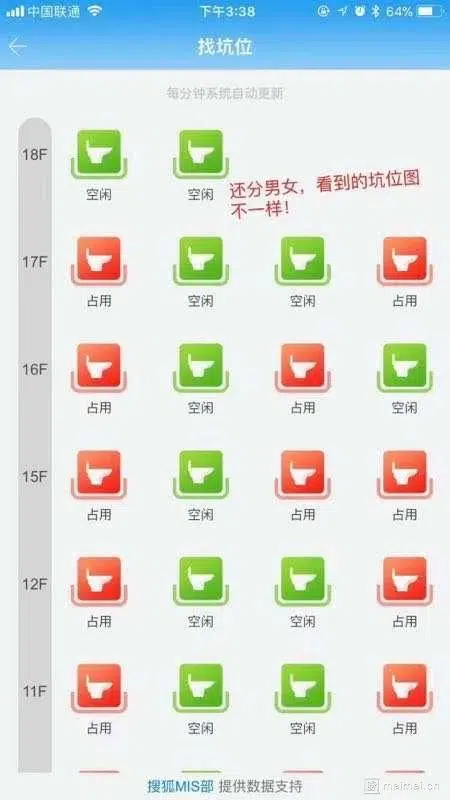 中国联通 下午3:38 64%
找坑位
每分钟系统自动更新
18F
空闲 空闲
还分男女，看到的坑位图
不一样！
17F
占用 空闲 空闲 占用
16F
占用 空闲 占用 空闲
15F
占用 空闲 占用 占用
12F
占用 空闲 空闲 占用
11F
占用 空闲 空闲 占用
搜狐MIS部 提供数据支持
maimai.cn